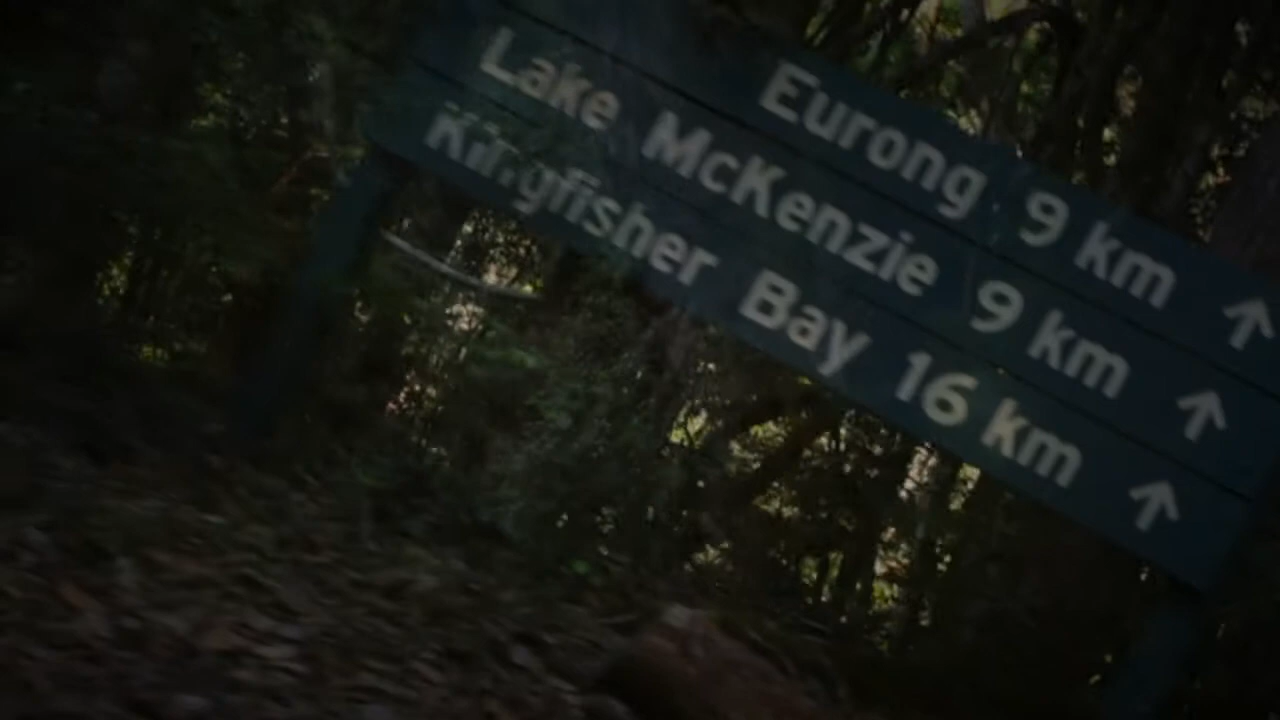 Eurong 9 km ↑
Lake McKenzie 9 km ↑
Kingfisher Bay 16 km ↑